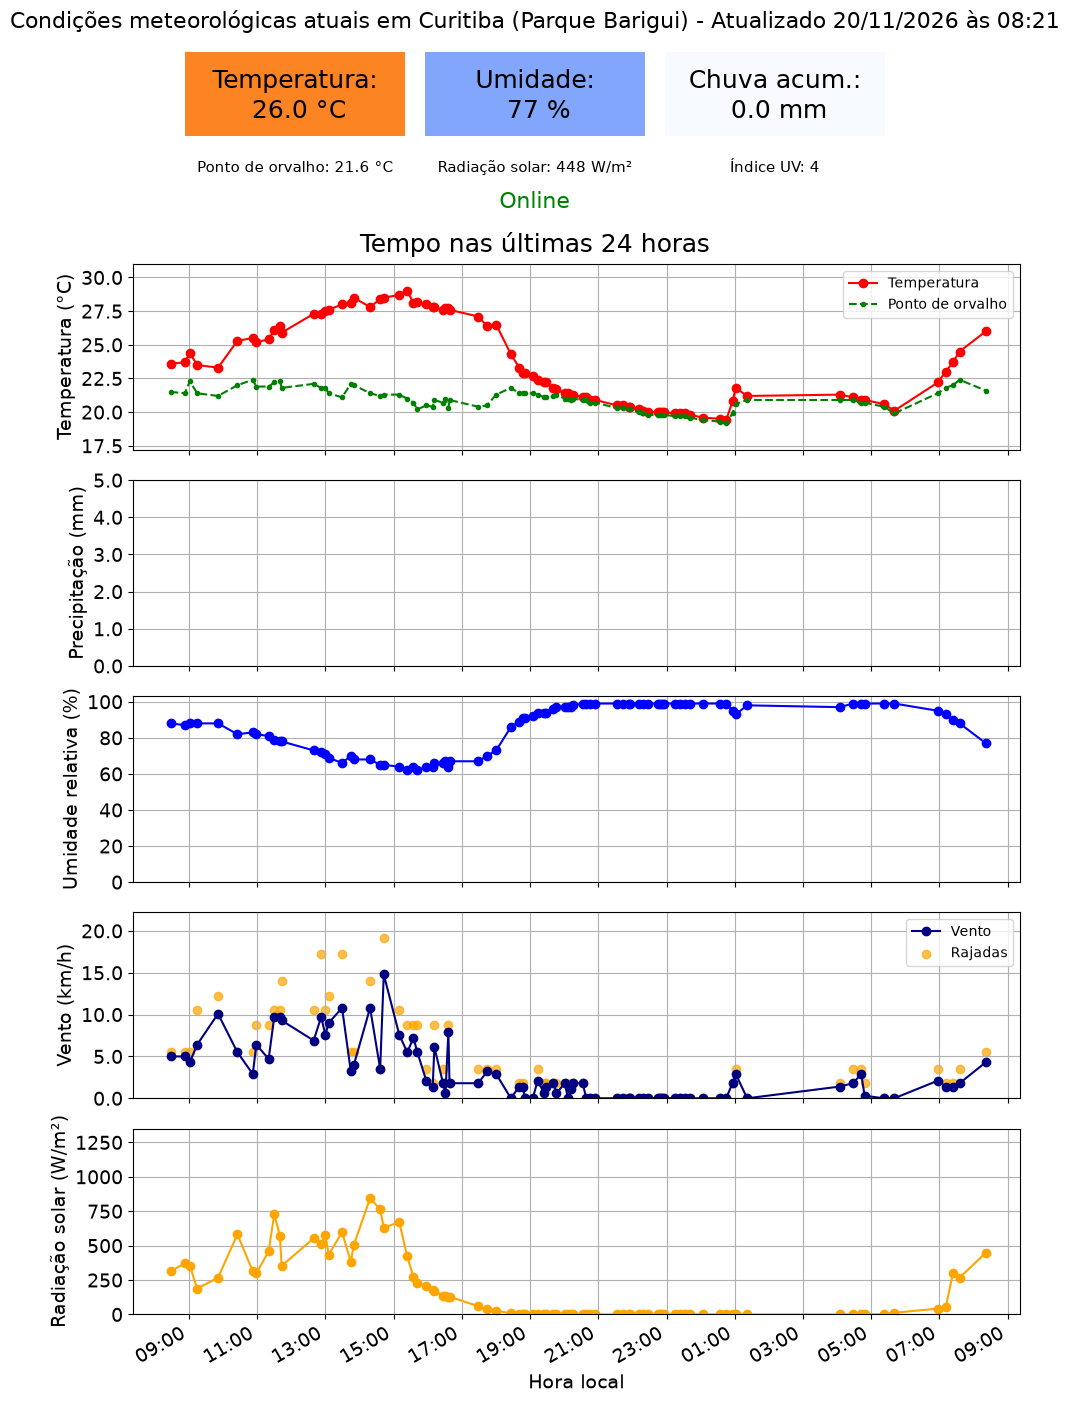 Condições meteorológicas atuais em Curitiba (Parque Barigui) - Atualizado 20/11/2026 às 08:21
Temperatura:
26.0 °C
Umidade:
77 %
Chuva acum.:
0.0 mm
Ponto de orvalho: 21.6 °C
Radiação solar: 448 W/m²
Índice UV: 4
Online
Tempo nas últimas 24 horas
Temperatura (°C)
30.0
27.5
25.0
22.5
20.0
17.5
Temperatura
Ponto de orvalho
Precipitação (mm)
5.0
4.0
3.0
2.0
1.0
0.0
Umidade relativa (%)
100
80
60
40
20
0
Vento (km/h)
20.0
15.0
10.0
5.0
0.0
Vento
Rajadas
Radiação solar (W/m²)
1250
1000
750
500
250
0
09:00
11:00
13:00
15:00
17:00
19:00
21:00
23:00
01:00
03:00
05:00
07:00
09:00
Hora local